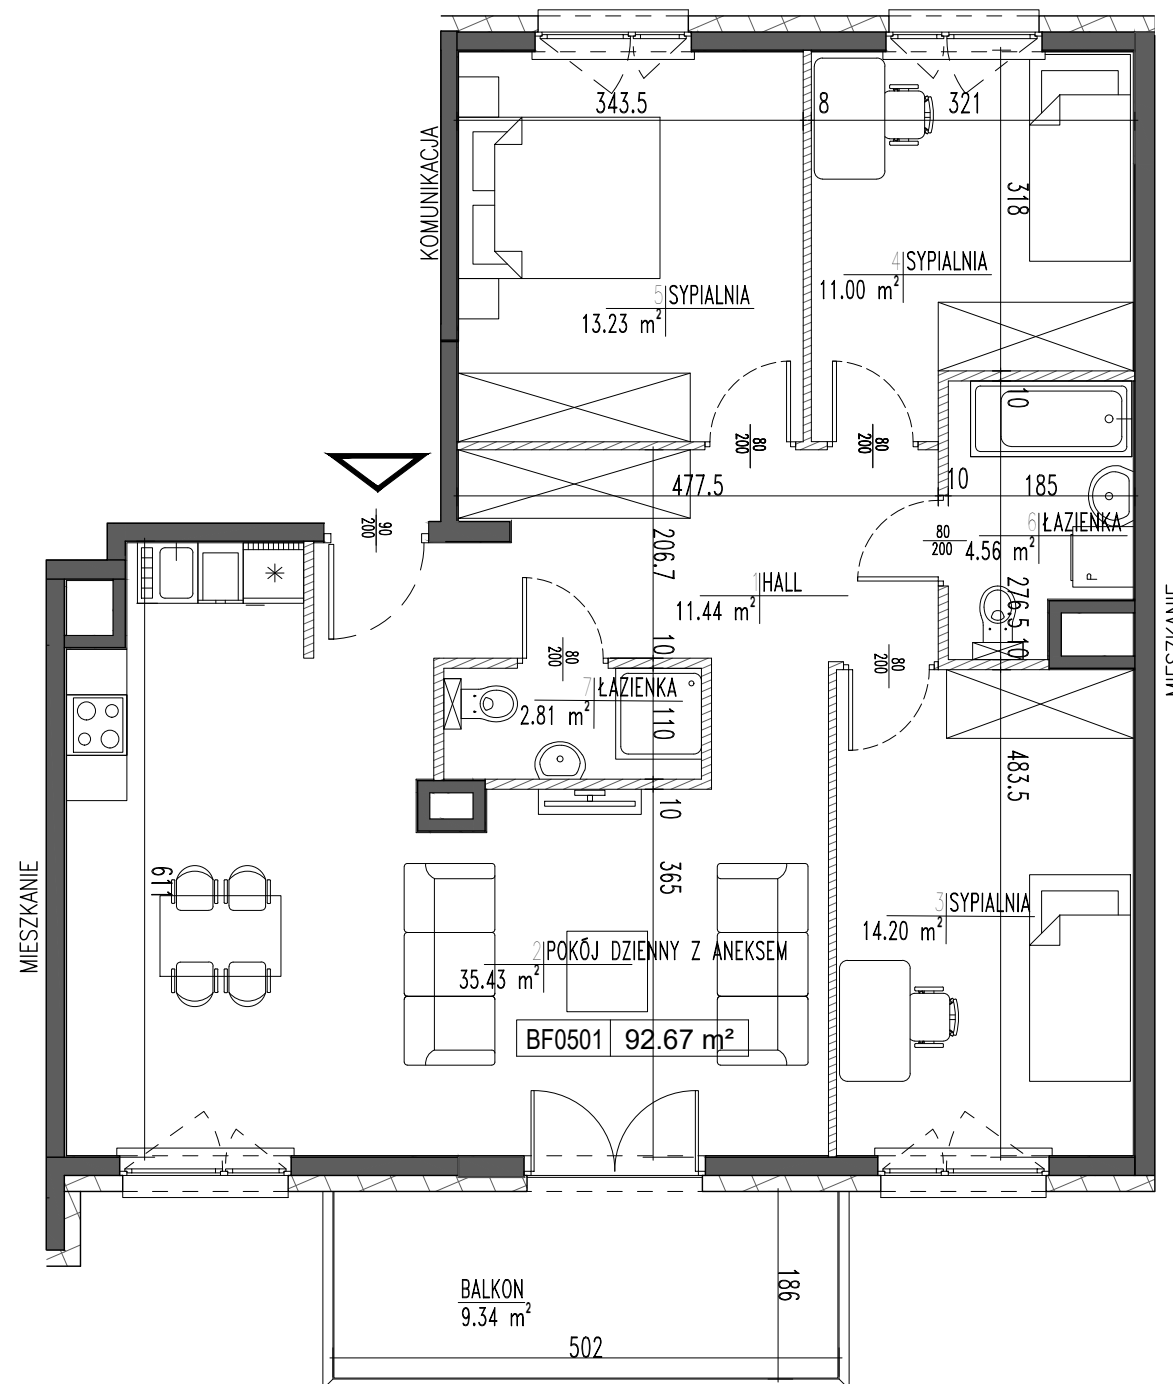 343.5
8
321
KOMUNIKACJA
318
4 SYPIALNIA
11.00 m²
5 SYPIALNIA
13.23 m²
10
80
200
80
200
477.5
10
185
90
200
206.7
80
200
6 ŁAZIENKA
4.56 m²
P
1 HALL
11.44 m²
276.5
10
MIESZKANIE
10
80
200
80
200
7 ŁAZIENKA
2.81 m²
110
483.5
10
365
611
MIESZKANIE
3 SYPIALNIA
14.20 m²
2 POKÓJ DZIENNY Z ANEKSEM
35.43 m²
BF0501 92.67 m²
BALKON
9.34 m²
186
502